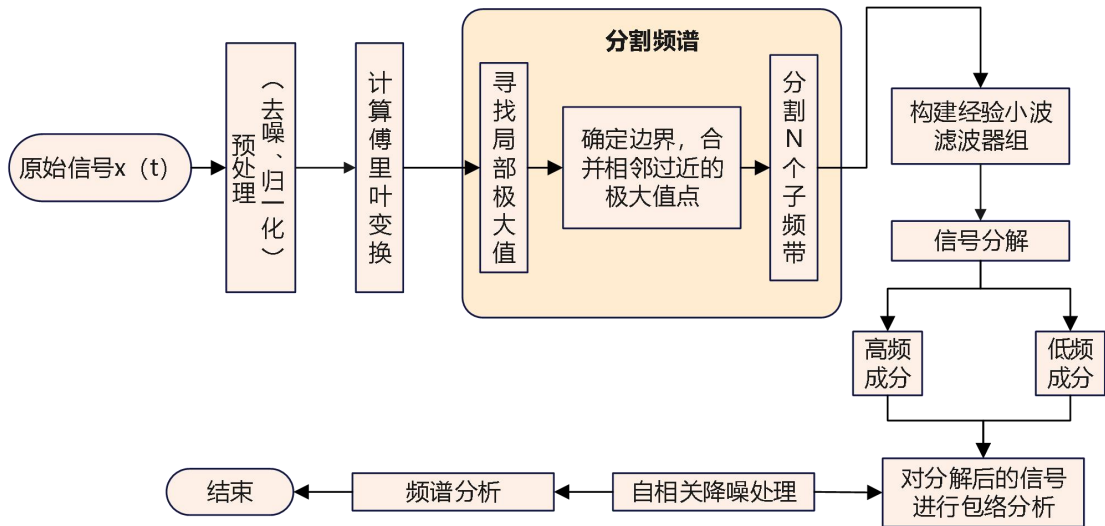 分割频谱
原始信号x（t）
预处理
（去噪、归一化）
计算傅里叶变换
寻找局部极大值
确定边界，合
并相邻过近的
极大值点
分割N个子频带
构建经验小波
滤波器组
信号分解
高频
成分
低频
成分
对分解后的信号
进行包络分析
自相关降噪处理
频谱分析
结束